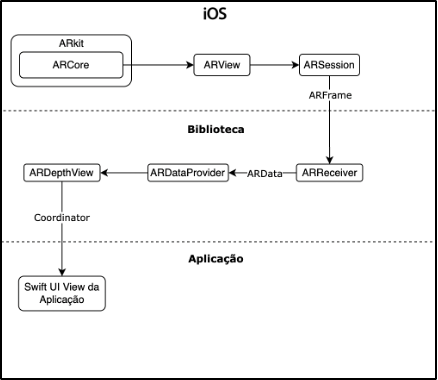 iOS
ARkit
ARCore
ARView
ARSession
ARFrame
Biblioteca
ARDepthView
ARDataProvider
ARData
ARReceiver
Coordinator
Aplicação
Swift UI View da
Aplicação